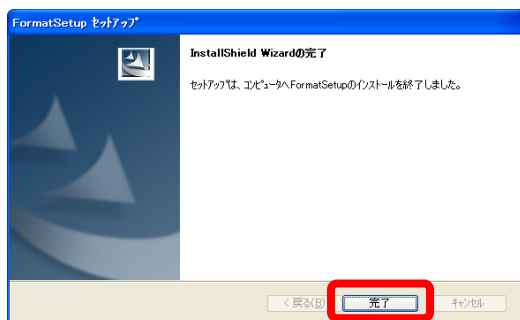 FormatSetup ｾｯﾄｱｯﾌﾟ
InstallShield Wizardの完了
ｾｯﾄｱｯﾌﾟは、ｺﾝﾋﾟｭｰﾀへFormatSetupのｲﾝｽﾄｰﾙを終了しました。
< 戻る(B)
完了
ｷｬﾝｾﾙ